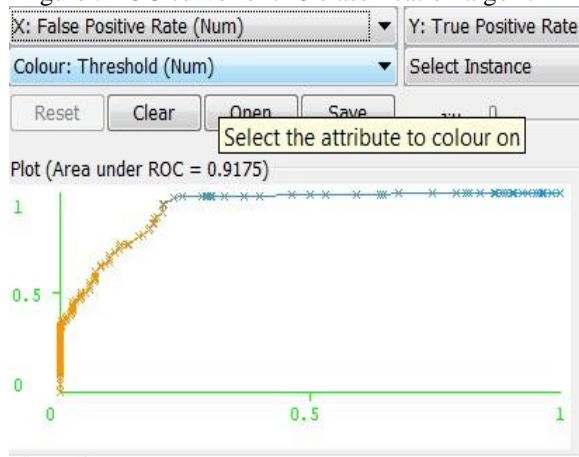 X: False Positive Rate (Num) Y: True Positive Rate
Colour: Threshold (Num) Select Instance
Reset Clear Open Save
Select the attribute to colour on
Plot (Area under ROC = 0.9175)
1
0.5
0
0 0.5 1